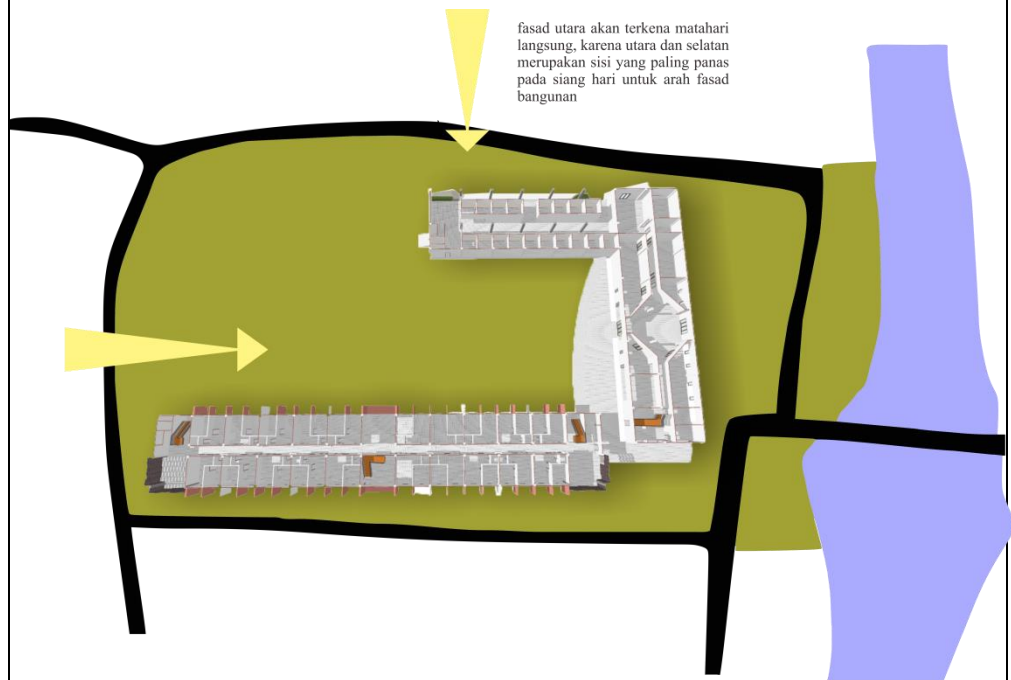 fasad utara akan terkena matahari
langsung, karena utara dan selatan
merupakan sisi yang paling panas
pada siang hari untuk arah fasad
bangunan